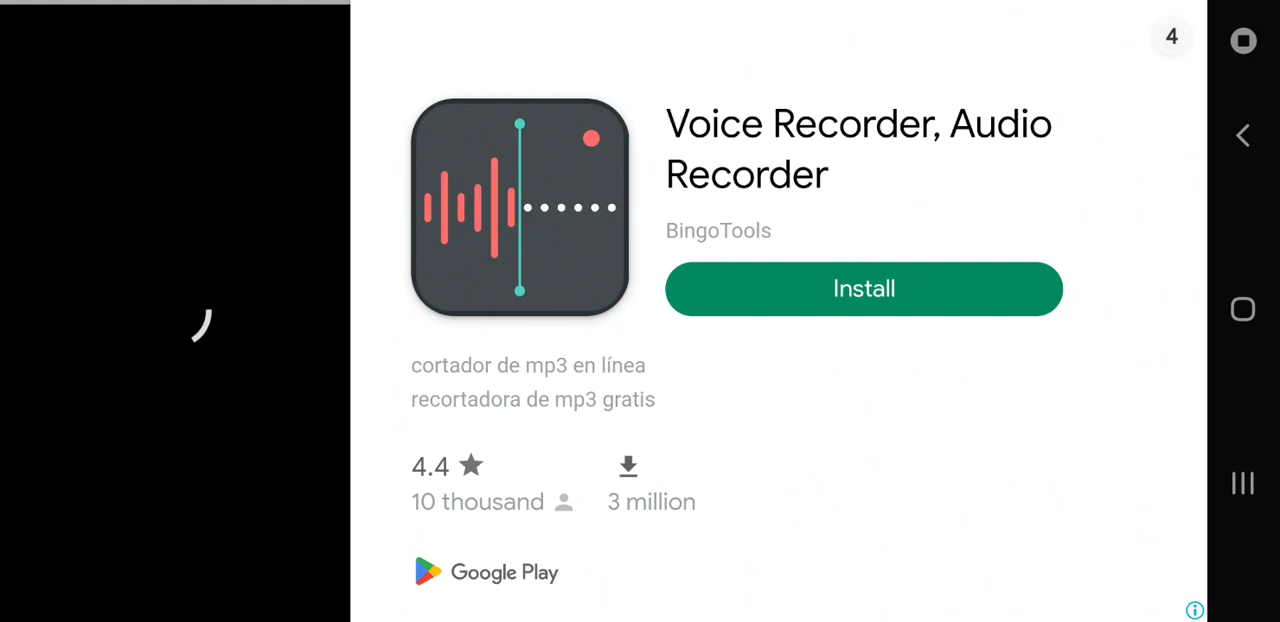 4
Voice Recorder, Audio
Recorder
BingoTools
Install
cortador de mp3 en línea
recortadora de mp3 gratis
4.4
10 thousand
3 million
Google Play